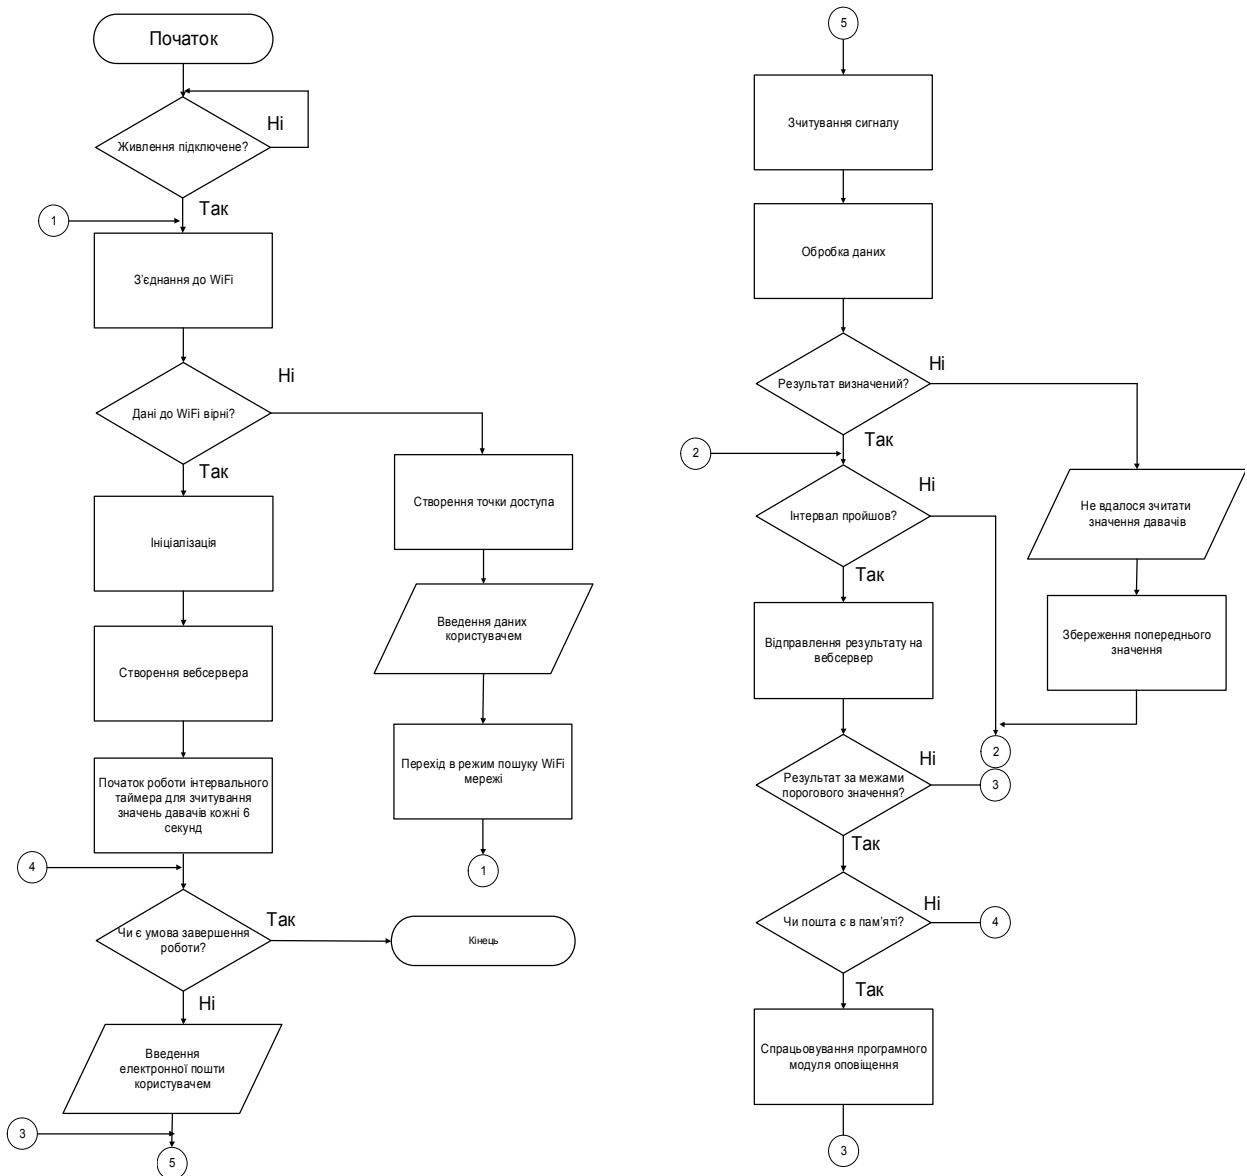 Початок
Живлення підключене?
Ні
Так
1
З'єднання до WiFi
Дані до WiFi вірні?
Ні
Так
Ініціалізація
Створення вебсервера
Початок роботи інтервального
таймера для зчитування
значень давачів кожні 6
секунд
4
Чи є умова завершення
роботи?
Так
Кінець
Ні
Введення
електронної пошти
користувачем
3
5
Створення точки доступа
Введення даних
користувачем
Перехід в режим пошуку WiFi
мережі
1
5
Зчитування сигналу
Обробка даних
Результат визначений?
Ні
Так
2
Інтервал пройшов?
Ні
Так
Не вдалося зчитати
значення давачів
Збереження попереднього
значення
Відправлення результату на
вебсервер
2
Результат за межами
порогового значення?
Ні
3
Так
Чи пошта є в пам'яті?
Ні
4
Так
Спрацьовування програмного
модуля оповіщення
3